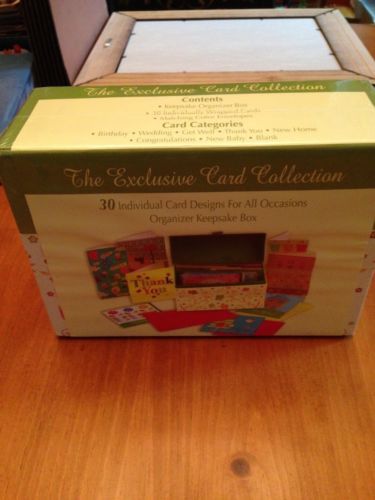 The Exclusive Card Collection
Contents
• Keepsake Organizer Box
• 30 Individually Wrapped Cards
• Matching Color Envelopes
Card Categories
• Birthday • Wedding • Get Well • Thank You • New Home
• Congratulations • New Baby • Blank
The Exclusive Card Collection
30 Individual Card Designs For All Occasions
Organizer Keepsake Box
Thank
You